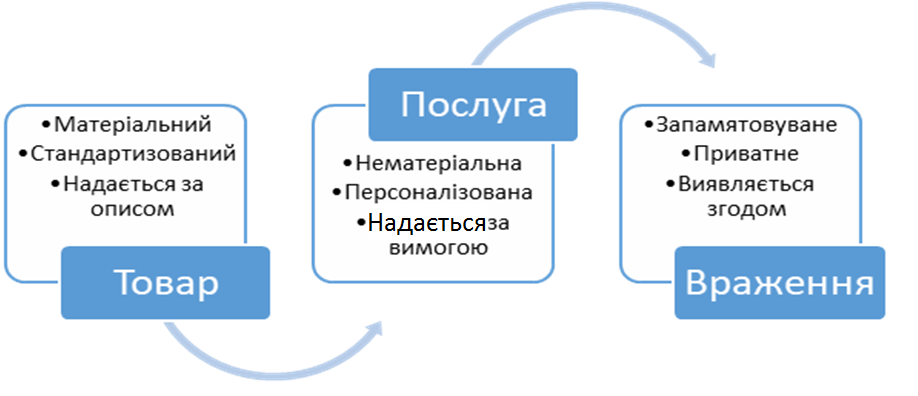 •Матеріальний
•Стандартизований
•Надається за
описом
Товар
Послуга
•Нематеріальна
•Персоналізована
•Надаєтьсяза
вимогою
•Запамятовуване
•Приватне
•Виявляється
згодом
Враження